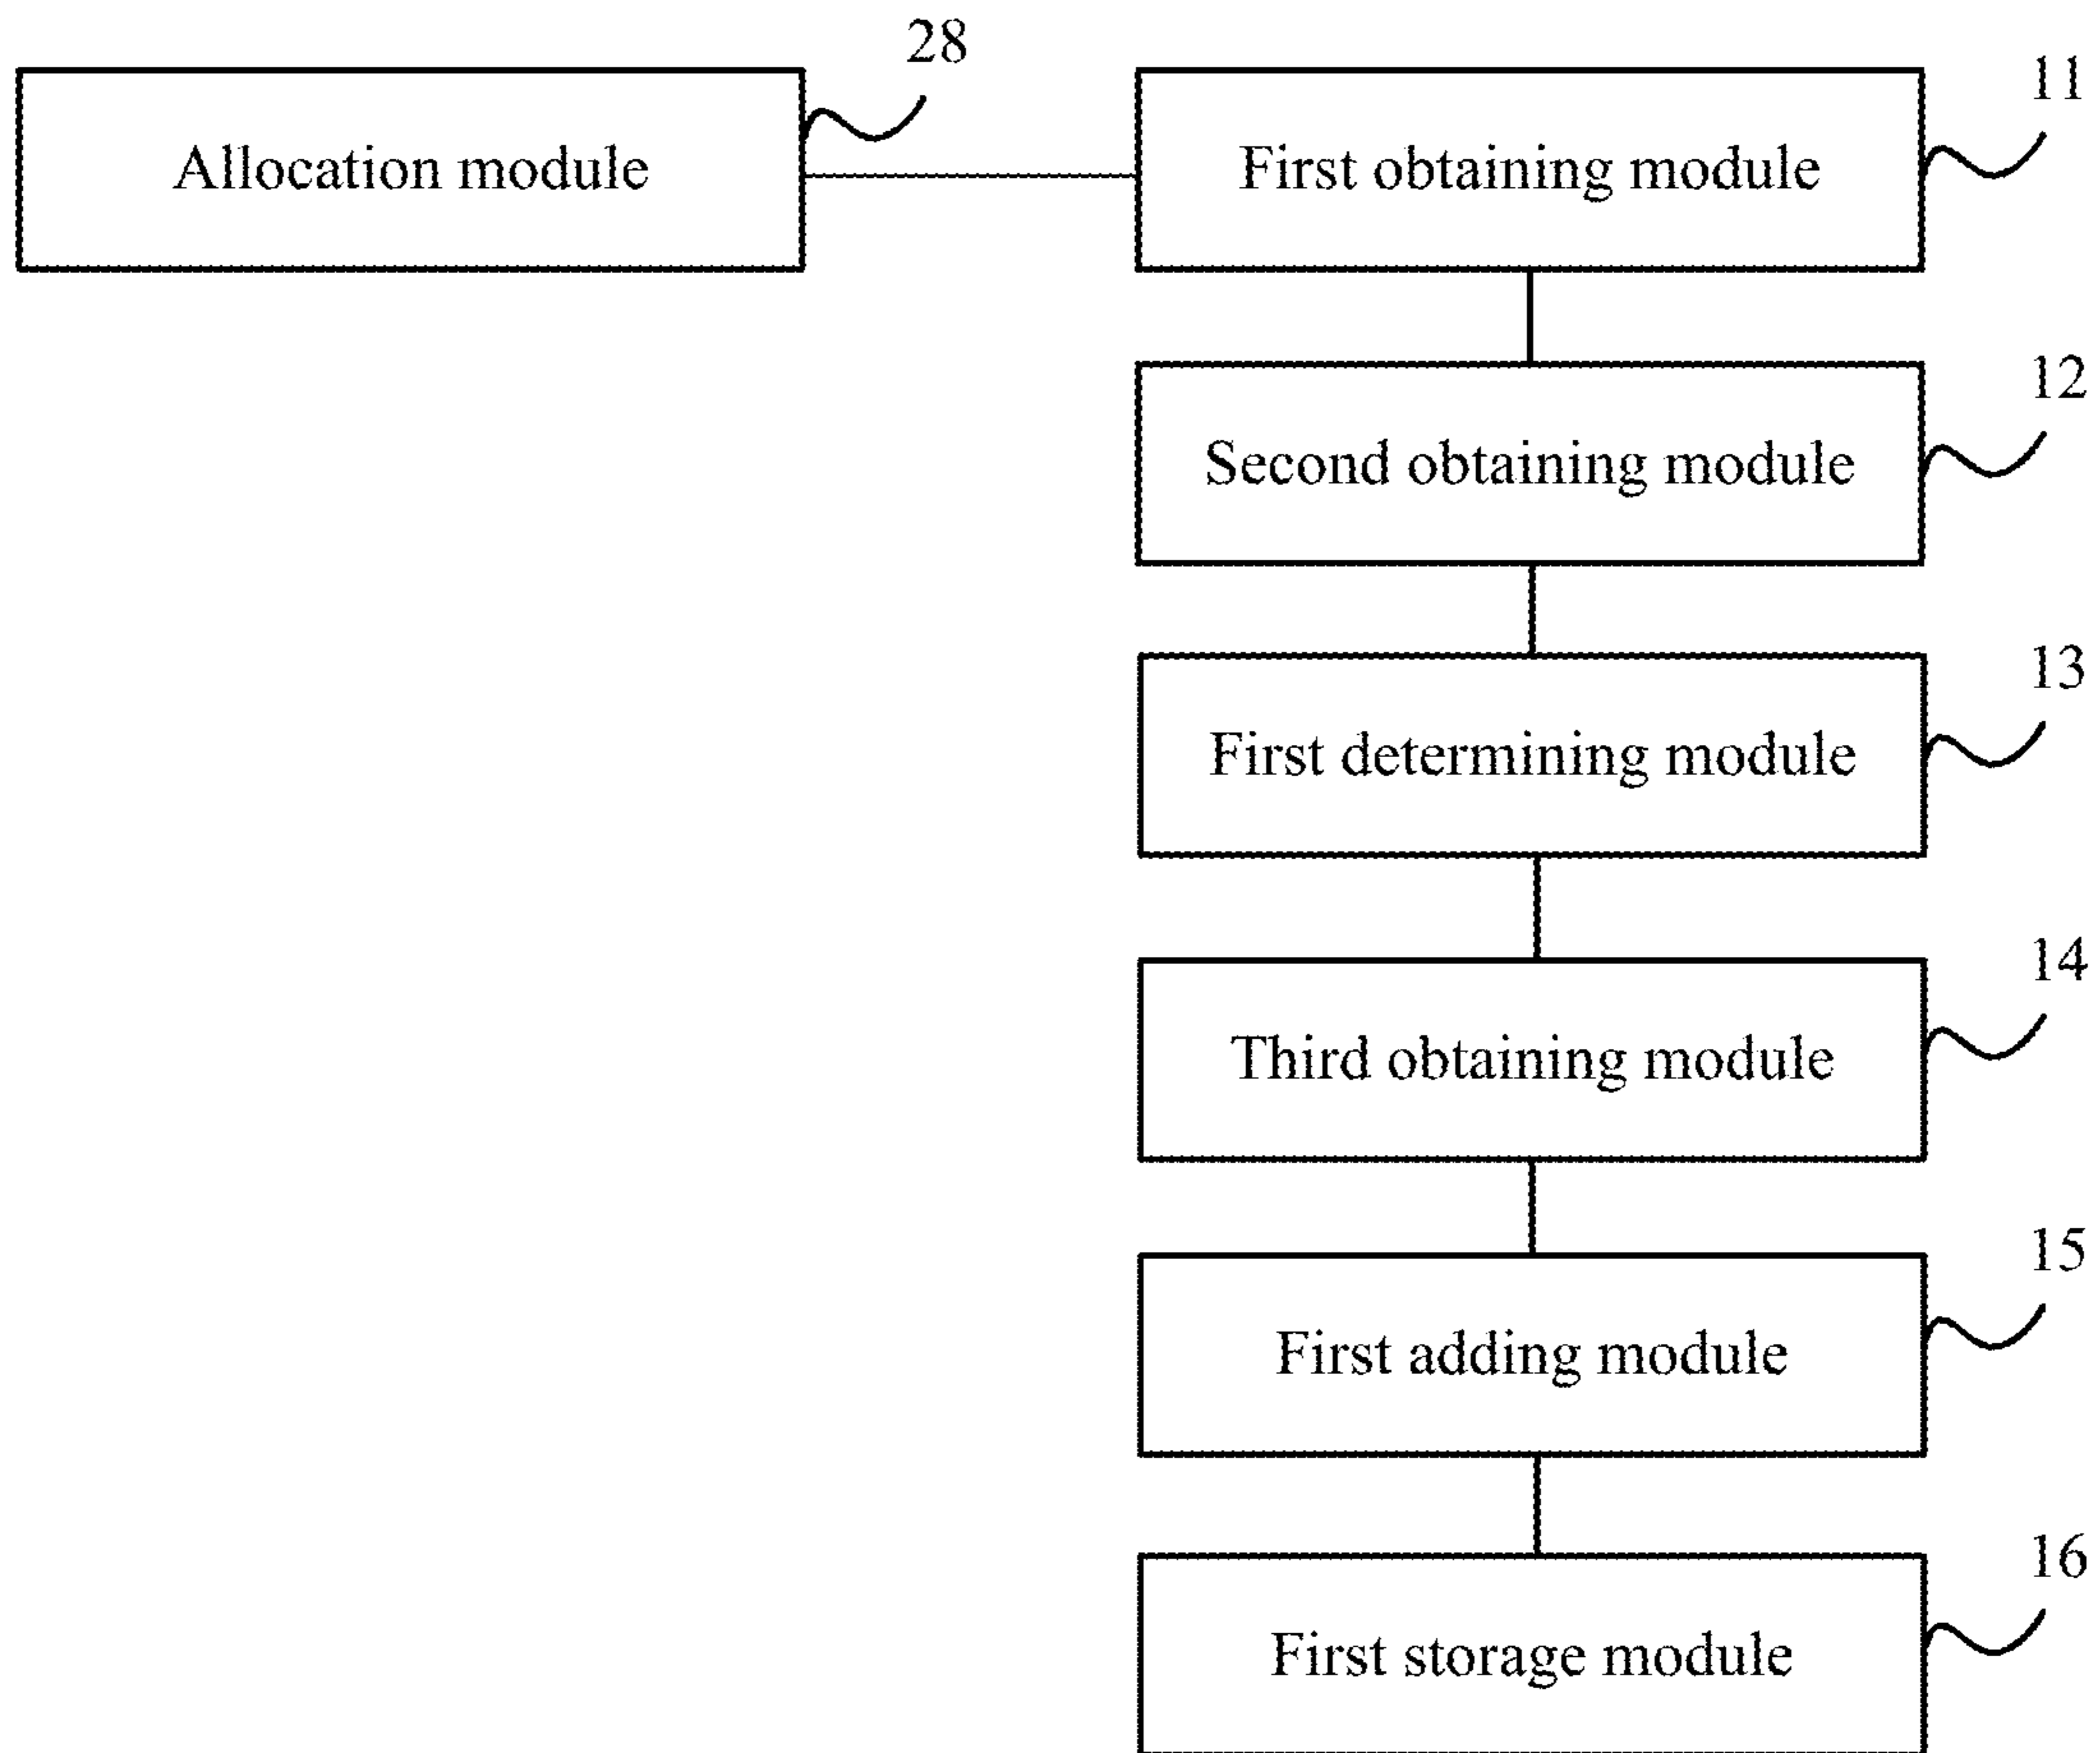 28
Allocation module
11
First obtaining module
12
Second obtaining module
13
First determining module
14
Third obtaining module
15
First adding module
16
First storage module